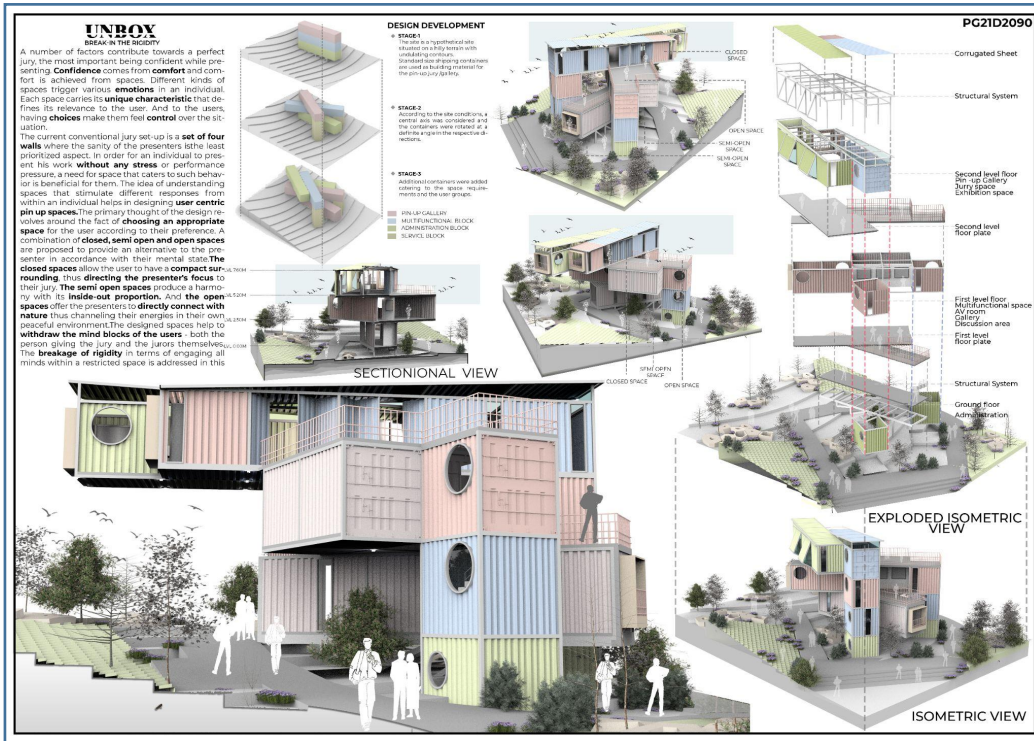 UNBOX
BREAK-IN THE RIGIDITY
A number of factors contribute towards a perfect
jury, the most important being confident while pre-
senting. Confidence comes from comfort and com-
fort is achieved from spaces. Different kinds of
spaces trigger various emotions in an individual.
Each space carries its unique characteristic that de-
fines its relevance to the user. And to the users,
having choices make them feel control over the sit-
uation.
The current conventional jury set-up is a set of four
walls where the sanity of the presenters isthe least
prioritized aspect. In order for an individual to pres-
ent his work without any stress or performance
pressure, a need for space that caters to such behav-
ior is beneficial for them. The idea of understanding
spaces that stimulate different responses from
within an individual helps in designing user centric
pin up spaces.The primary thought of the design re-
volves around the fact of choosing an appropriate
space for the user according to their preference. A
combination of closed, semi open and open spaces
are proposed to provide an alternative to the pre-
senter in accordance with their mental state.The
closed spaces allow the user to have a compact sur-
rounding, thus directing the presenter's focus to
their jury. The semi open spaces produce a harmo-
ny with its inside-out proportion. And the open
spaces offer the presenters to directly connect with
nature thus channeling their energies in their own
peaceful environment.The designed spaces help to
withdraw the mind blocks of the users - both the
person giving the jury and the jurors themselves.
The breakage of rigidity in terms of engaging all
minds within a restricted space is addressed in this
DESIGN DEVELOPMENT
STAGE-1
The site is a hypothetical site
situated on a hilly terrain with
undulating contours.
Standard size shipping containers
are used as building material for
the pin-up jury /gallery.
STAGE-2
According to the site conditions, a
central axis was considered and
the containers were rotated at a
definite angle in the respective di-
rections.
STAGE-3
Additional containers were added
catering to the space require-
ments and the user groups.
PIN-UP GALLERY
MULTIFUNCTIONAL BLOCK
ADMINISTRATION BLOCK
SERVICE BLOCK
SECTIONIONAL VIEW
CLOSED
SPACE
OPEN SPACE
SEMI-OPEN
SPACE
SEMI-OPEN
SPACE
CLOSED SPACE
SEMI OPEN
SPACE
OPEN SPACE
PG21D2090
Corrugated Sheet
Structural System
Second level floor
Pin -up Gallery
Jurry space
Exhibition space
Second level
floor plate
First level floor
Multifunctional space
AV room
Gallery
Discussion area
First level
floor plate
Structural System
Ground floor
Administration
EXPLODED ISOMETRIC
VIEW
ISOMETRIC VIEW